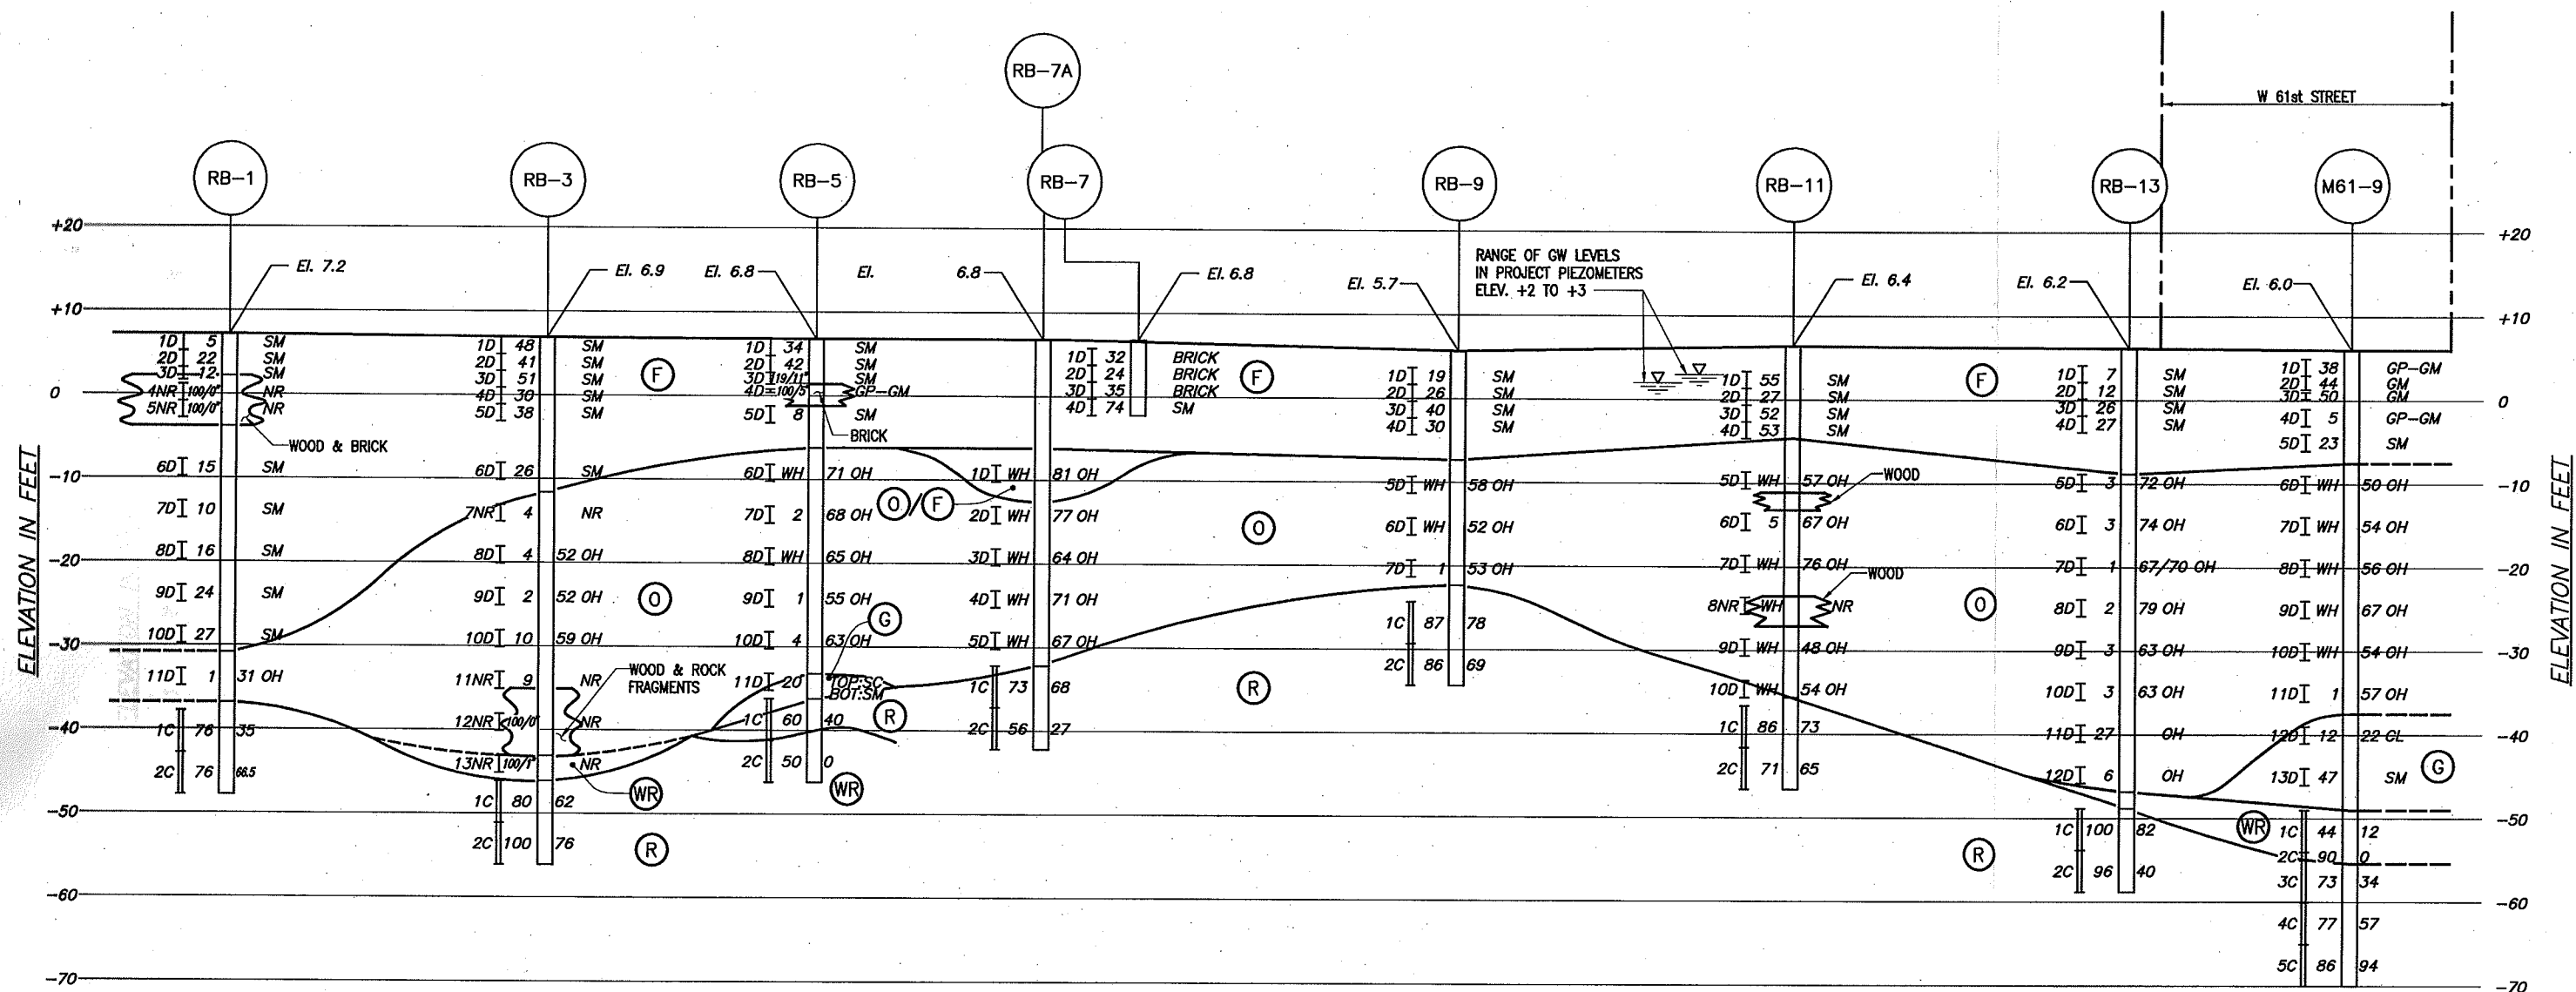 RB-7A
W 61st STREET
RB-1
RB-3
RB-5
RB-7
RB-9
RB-11
RB-13
M61-9
+20
+20
El. 7.2
El. 6.9
El. 6.8
El. 6.8
El. 6.8
El. 5.7
RANGE OF GW LEVELS
IN PROJECT PIEZOMETERS
ELEV. +2 TO +3
El. 6.4
El. 6.2
El. 6.0
+10
+10
0
0
-10
-10
-20
-20
-30
-30
-40
-40
-50
-50
-60
-60
-70
-70
ELEVATION IN FEET
ELEVATION IN FEET
1D 5 SM
2D 22 SM
3D 12 SM
4NR 100/0" NR
5NR 100/0" NR
WOOD & BRICK
6D 15 SM
7D 10 SM
8D 16 SM
9D 24 SM
10D 27 SM
11D 1 31 OH
1C 76 35
2C 76 66.5
1D 48 SM
2D 41 SM
3D 51 SM
4D 30 SM
5D 38 SM
6D 26 SM
7NR 4 NR
8D 4 52 OH
9D 2 52 OH
10D 10 59 OH
11NR 9 NR
WOOD & ROCK
FRAGMENTS
12NR 100/0" NR
13NR 100/1" NR
WR
1C 80 62
2C 100 76
F
O
R
1D 34 SM
2D 42 SM
3D 119/11" SM
4D 100/5" GP-GM
5D 8 SM
BRICK
6D WH 71 OH
7D 2 68 OH
8D WH 65 OH
9D 1 55 OH
10D 4 63 OH
11D 20 TOP:SC
BOT:SM
1C 60 40
2C 50 0
G
R
WR
O/F
1D WH 81 OH
2D WH 77 OH
3D WH 64 OH
4D WH 71 OH
5D WH 67 OH
1C 73 68
2C 56 27
1D 32 BRICK
2D 24 BRICK
3D 35 BRICK
4D 74 SM
F
O
R
1D 19 SM
2D 26 SM
3D 40 SM
4D 30 SM
5D WH 58 OH
6D WH 52 OH
7D 1 53 OH
1C 87 78
2C 86 69
1D 55 SM
2D 27 SM
3D 52 SM
4D 53 SM
5D WH 57 OH
WOOD
6D 5 67 OH
7D WH 76 OH
WOOD
8NR WH NR
9D WH 48 OH
10D WH 54 OH
1C 86 73
2C 71 65
F
O
R
1D 7 SM
2D 12 SM
3D 26 SM
4D 27 SM
5D 3 72 OH
6D 3 74 OH
7D 1 67/70 OH
8D 2 79 OH
9D 3 63 OH
10D 3 63 OH
11D 27 OH
12D 6 OH
1C 100 82
2C 96 40
WR
1D 38 GP-GM
2D 44 GM
3D 50 GM
4D 5 GP-GM
5D 23 SM
6D WH 50 OH
7D WH 54 OH
8D WH 56 OH
9D WH 67 OH
10D WH 54 OH
11D 1 57 OH
12D 12 22 CL
13D 47 SM
G
1C 44 12
2C 90 0
3C 73 34
4C 77 57
5C 86 94